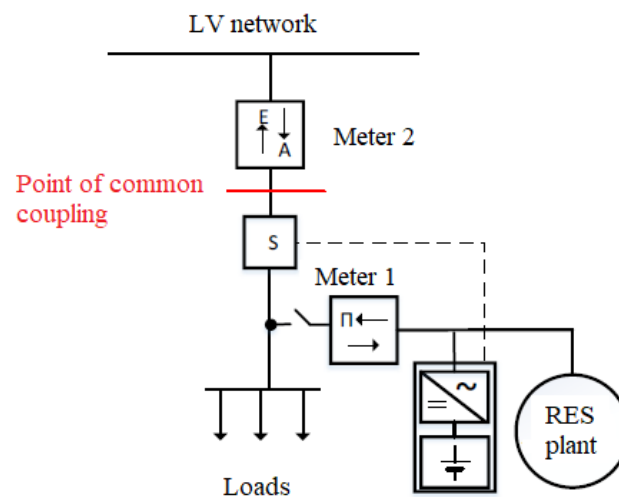 LV network
E
A
Meter 2
Point of common
coupling
S
Meter 1
Π
RES
plant
Loads